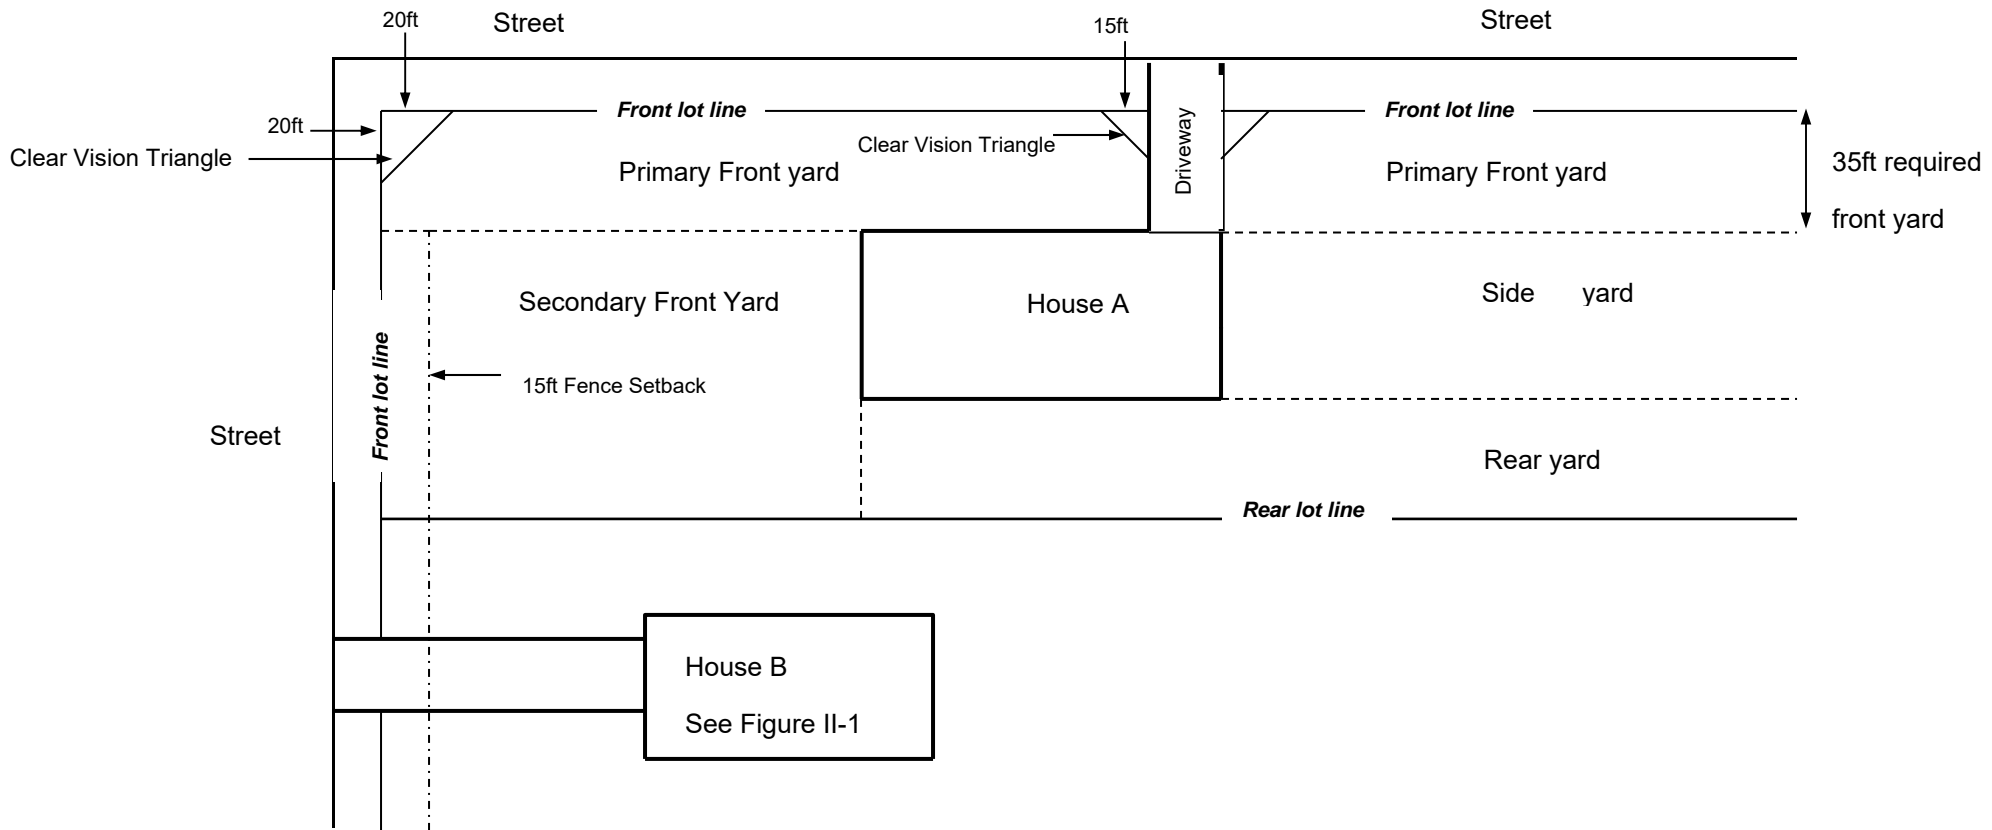 20ft
Street
15ft
Street
Front lot line
Front lot line
20ft
Clear Vision Triangle
Clear Vision Triangle
Driveway
Primary Front yard
Primary Front yard
35ft required
front yard
Secondary Front Yard
House A
Side yard
Front lot line
15ft Fence Setback
Street
Rear yard
Rear lot line
House B
See Figure II-1